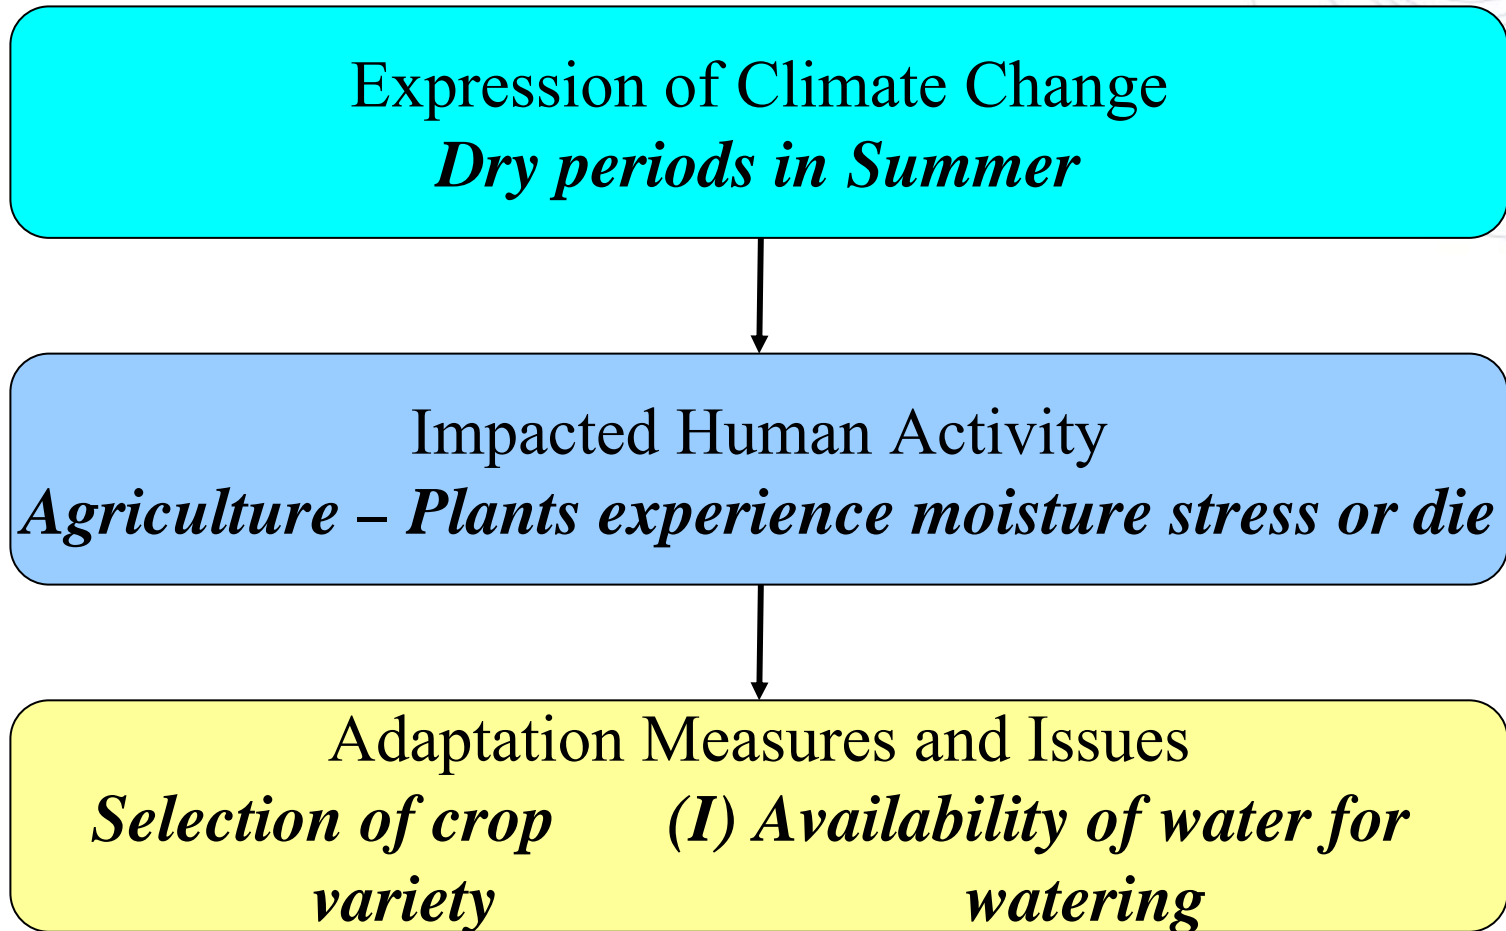 Expression of Climate Change
Dry periods in Summer
Impacted Human Activity
Agriculture – Plants experience moisture stress or die
Adaptation Measures and Issues
Selection of crop (I) Availability of water for
variety watering